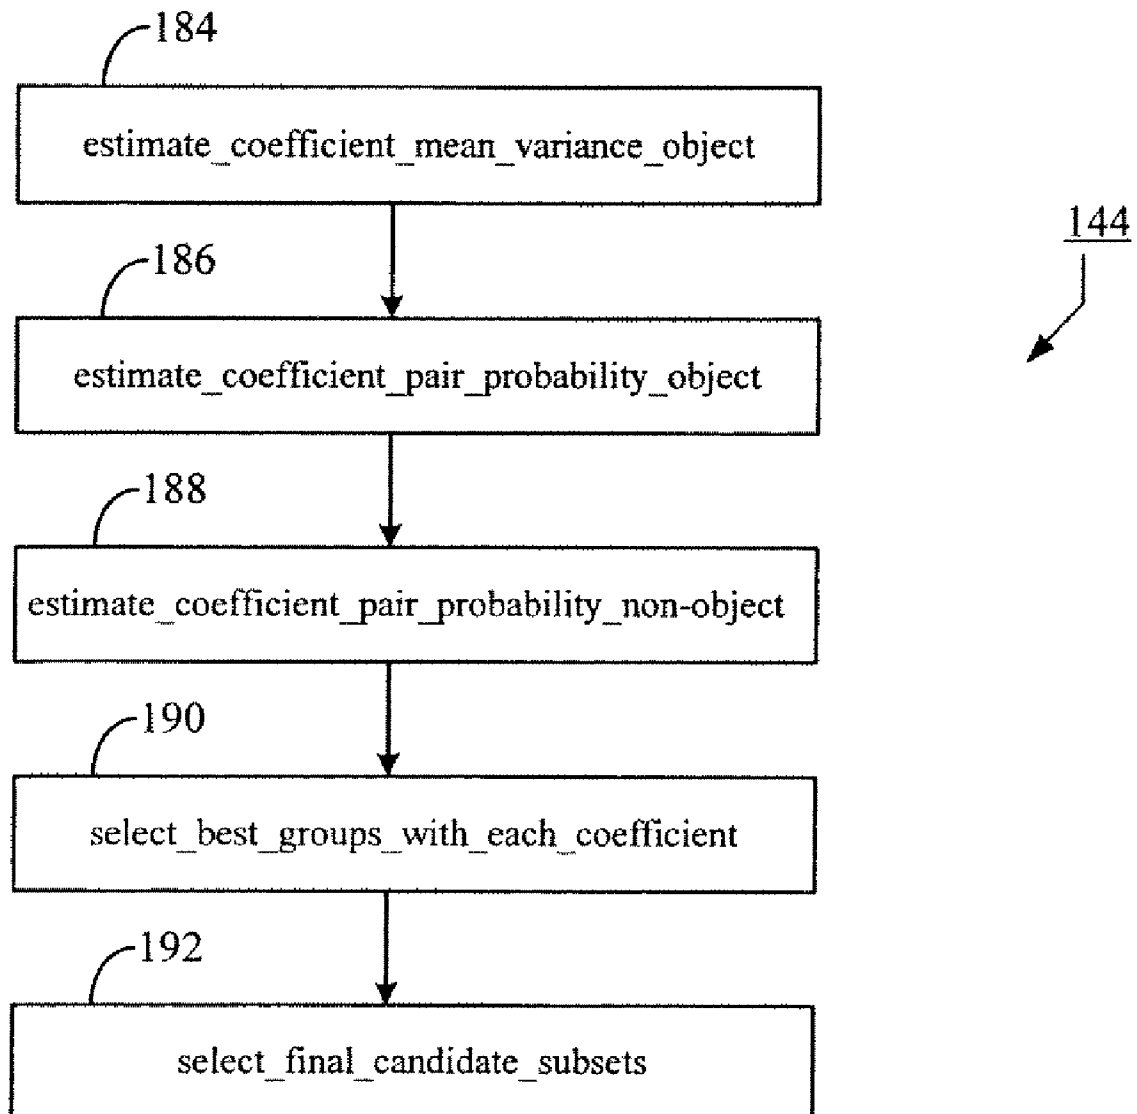 184
estimate_coefficient_mean_variance_object
144
186
estimate_coefficient_pair_probability_object
188
estimate_coefficient_pair_probability_non-object
190
select_best_groups_with_each_coefficient
192
select_final_candidate_subsets